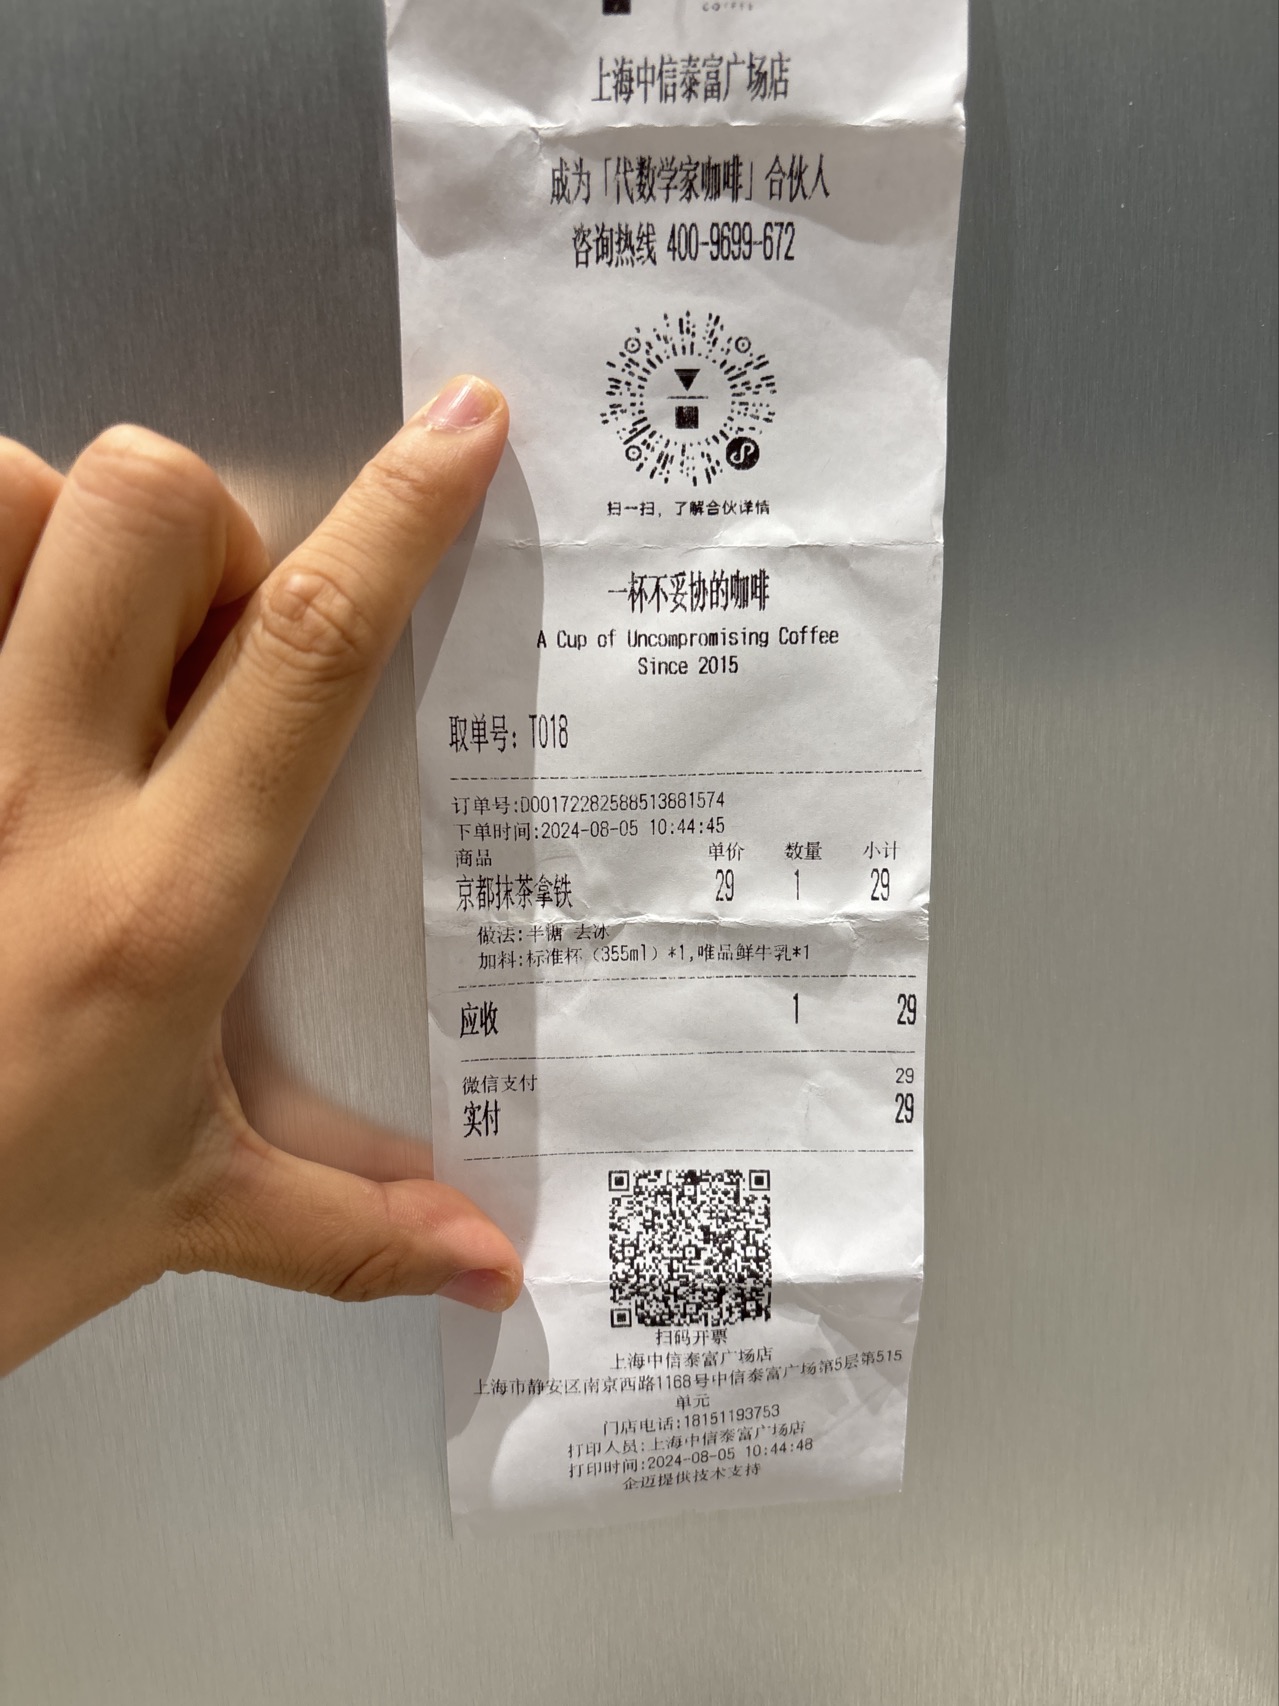 COFFEE
上海中信泰富广场店
成为「代数学家咖啡」合伙人
咨询热线 400-9699-672
扫一扫，了解合伙详情
一杯不妥协的咖啡
A Cup of Uncompromising Coffee
Since 2015
取单号: T018
订单号:D001722825885138​81574
下单时间:2024-08-05 10:44:45
商品 单价 数量 小计
京都抹茶拿铁 29 1 29
做法:半糖 去冰
加料:标准杯（355ml）*1,唯品鲜牛乳*1
应收 1 29
微信支付 29
实付 29
扫码开票
上海中信泰富广场店
上海市静安区南京西路1168号中信泰富广场第5层第515
单元
门店电话:18151193753
打印人员:上海中信泰富广场店
打印时间:2024-08-05 10:44:48
企迈提供技术支持